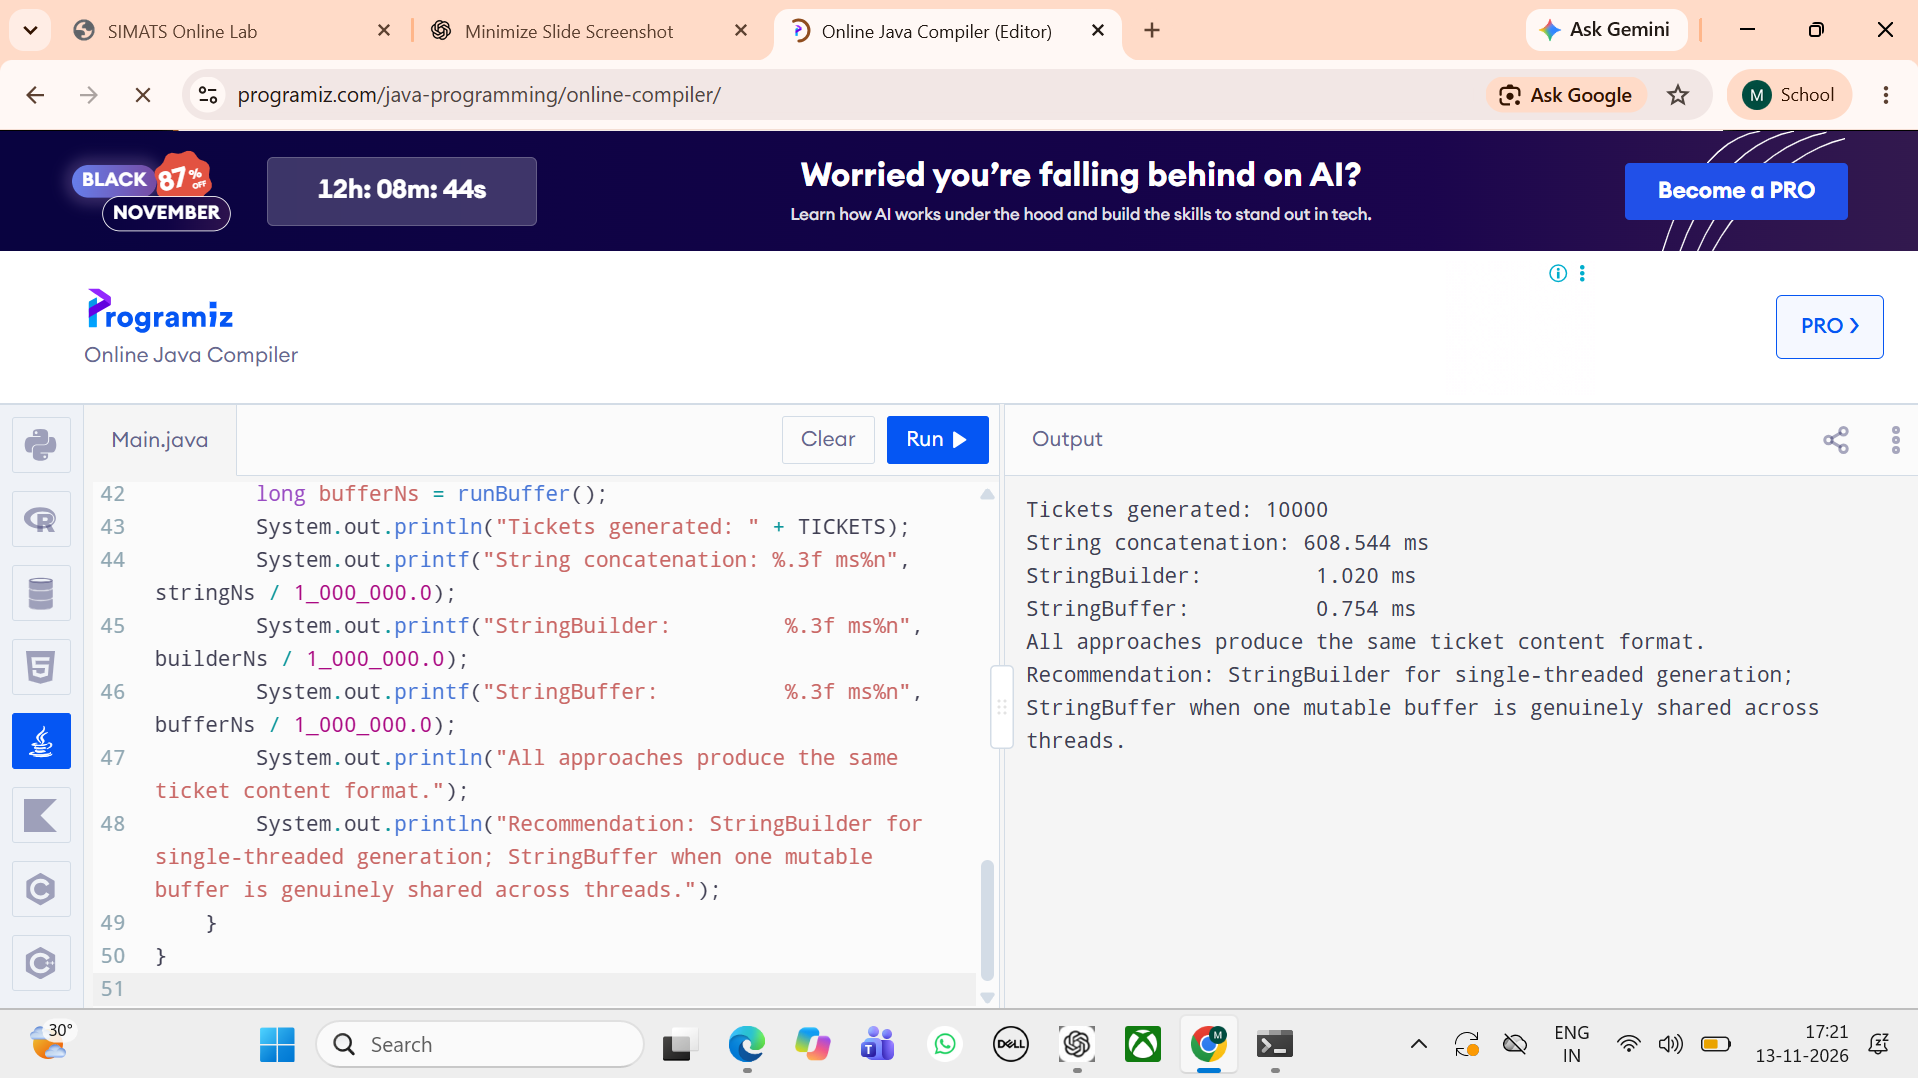 SIMATS Online Lab
Minimize Slide Screenshot
Online Java Compiler (Editor)
Ask Gemini
programiz.com/java-programming/online-compiler/
Ask Google
M School
BLACK 87% OFF
NOVEMBER
12h: 08m: 44s
Worried you’re falling behind on AI?
Learn how AI works under the hood and build the skills to stand out in tech.
Become a PRO
Programiz
Online Java Compiler
PRO
Main.java
Clear
Run
Output
42 long bufferNs = runBuffer();
43 System.out.println("Tickets generated: " + TICKETS);
44 System.out.printf("String concatenation: %.3f ms%n",
stringNs / 1_000_000.0);
45 System.out.printf("StringBuilder:         %.3f ms%n",
builderNs / 1_000_000.0);
46 System.out.printf("StringBuffer:          %.3f ms%n",
bufferNs / 1_000_000.0);
47 System.out.println("All approaches produce the same
ticket content format.");
48 System.out.println("Recommendation: StringBuilder for
single-threaded generation; StringBuffer when one mutable
buffer is genuinely shared across threads.");
49 }
50 }
51
Tickets generated: 10000
String concatenation: 608.544 ms
StringBuilder:         1.020 ms
StringBuffer:          0.754 ms
All approaches produce the same ticket content format.
Recommendation: StringBuilder for single-threaded generation;
StringBuffer when one mutable buffer is genuinely shared across
threads.
30°
Search
DELL
M
ENG
IN
17:21
13-11-2026